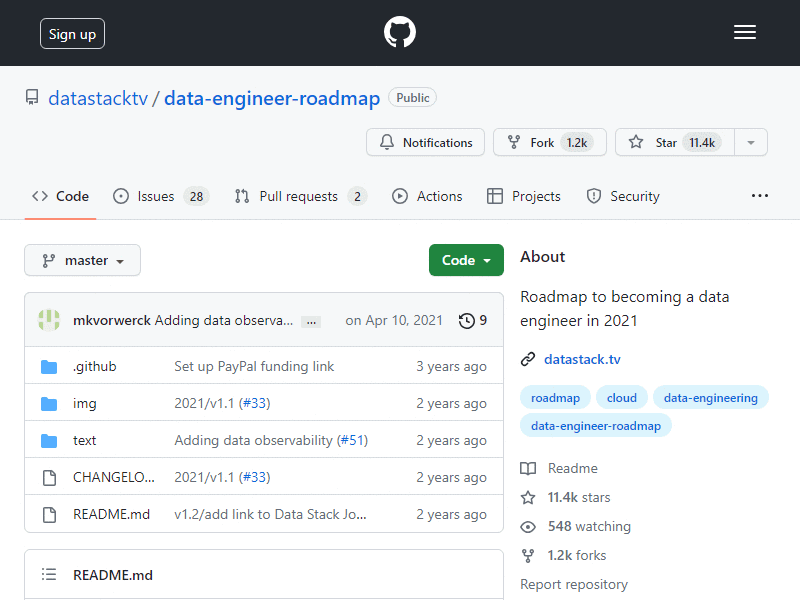 Sign up
datastacktv / data-engineer-roadmap Public
Notifications Fork 1.2k Star 11.4k
Code Issues 28 Pull requests 2 Actions Projects Security ...
master Code
mkvorwerck Adding data observa... ... on Apr 10, 2021 9
.github Set up PayPal funding link 3 years ago
img 2021/v1.1 (#33) 2 years ago
text Adding data observability (#51) 2 years ago
CHANGELO... 2021/v1.1 (#33) 2 years ago
README.md v1.2/add link to Data Stack Jo... 2 years ago
README.md
About
Roadmap to becoming a data
engineer in 2021
datastack.tv
roadmap cloud data-engineering
data-engineer-roadmap
Readme
11.4k stars
548 watching
1.2k forks
Report repository